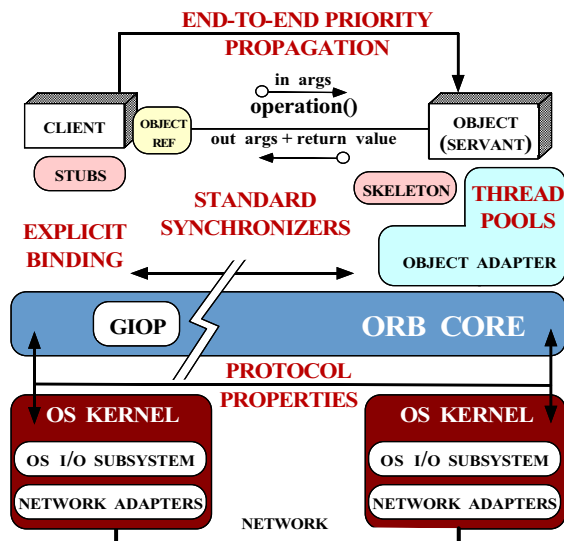 END-TO-END PRIORITY
PROPAGATION
in args
operation()
out args + return value
CLIENT
OBJECT
REF
OBJECT
(SERVANT)
STUBS
SKELETON
THREAD
POOLS
STANDARD
SYNCHRONIZERS
EXPLICIT
BINDING
OBJECT ADAPTER
GIOP
ORB CORE
PROTOCOL
PROPERTIES
OS KERNEL
OS I/O SUBSYSTEM
NETWORK ADAPTERS
OS KERNEL
OS I/O SUBSYSTEM
NETWORK ADAPTERS
NETWORK